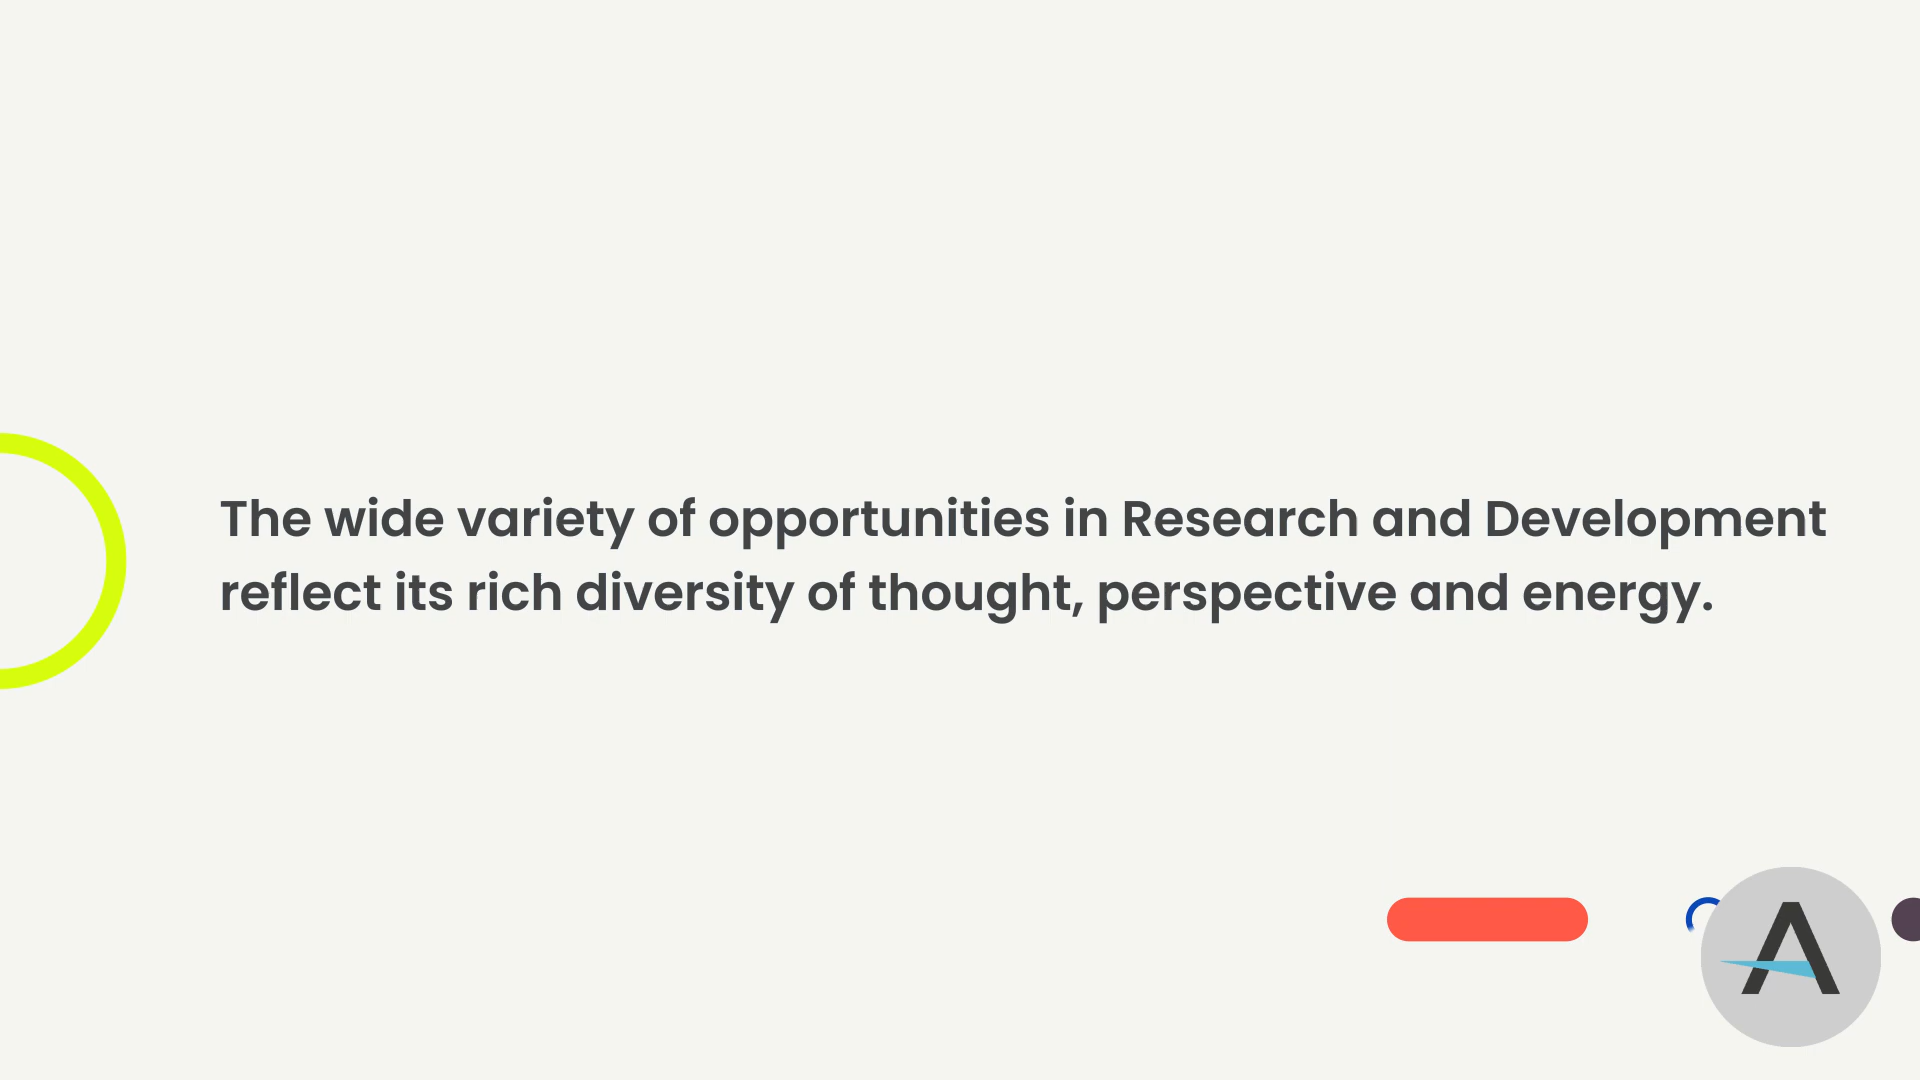 The wide variety of opportunities in Research and Development
reflect its rich diversity of thought, perspective and energy.
A